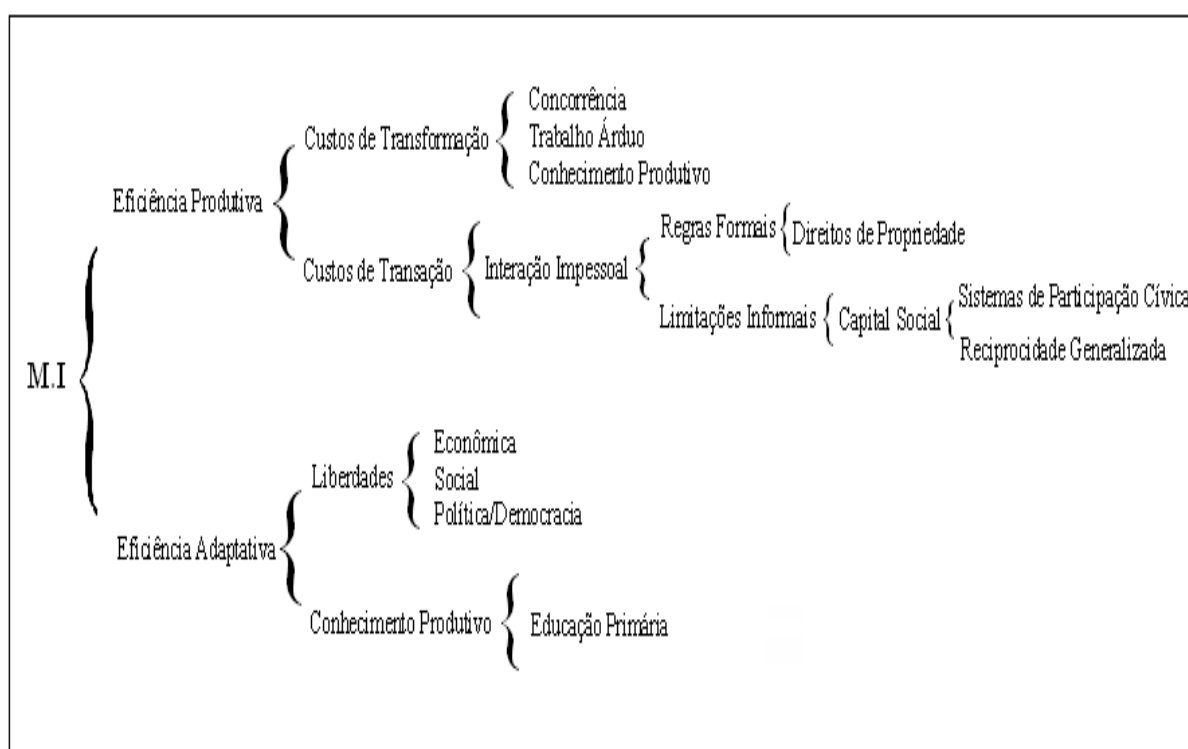 Concorrência
Custos de Transformação
Trabalho Árduo
Conhecimento Produtivo
Eficiência Produtiva
Regras Formais
Direitos de Propriedade
Custos de Transação
Interação Impessoal
Sistemas de Participação Cívica
Limitações Informais
Capital Social
Reciprocidade Generalizada
M.I
Econômica
Liberdades
Social
Política/Democracia
Eficiência Adaptativa
Conhecimento Produtivo
Educação Primária